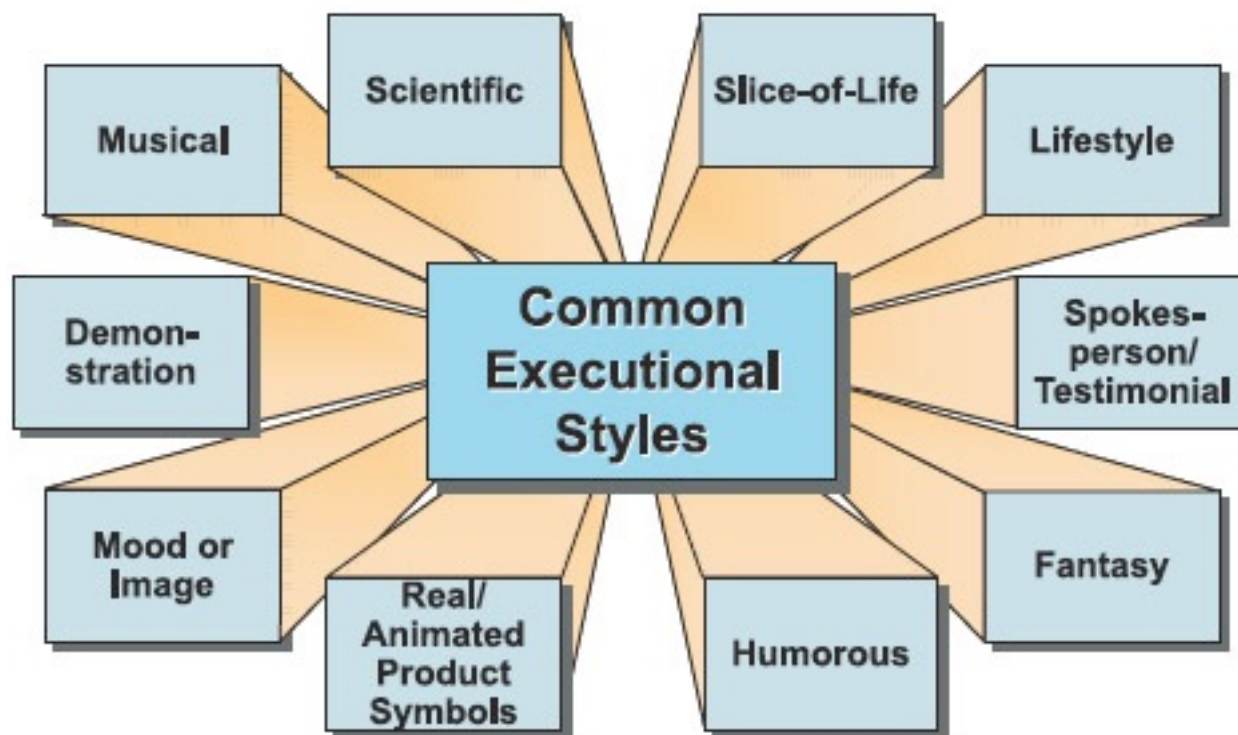 Scientific
Slice-of-Life
Musical
Lifestyle
Common
Executional
Styles
Demon-
stration
Spokes-
person/
Testimonial
Mood or
Image
Real/
Animated
Product
Symbols
Humorous
Fantasy